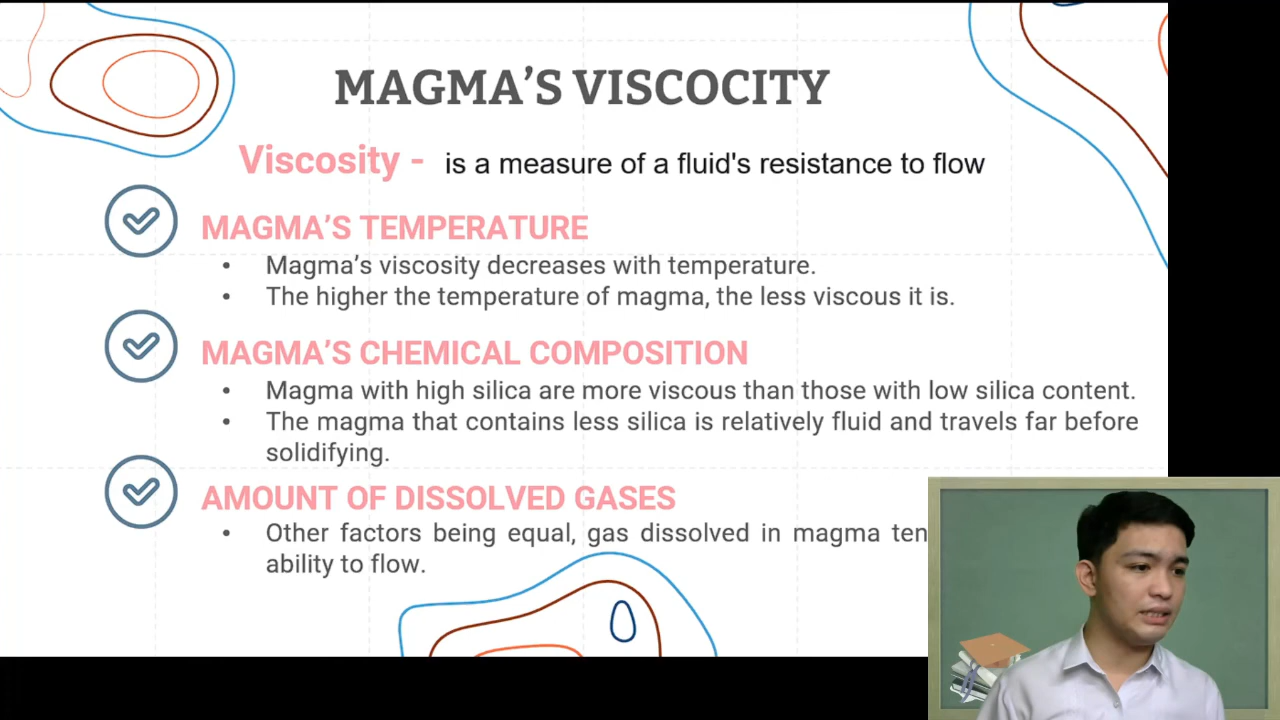 MAGMA'S VISCOCITY
Viscosity - is a measure of a fluid's resistance to flow
MAGMA'S TEMPERATURE
• Magma's viscosity decreases with temperature.
• The higher the temperature of magma, the less viscous it is.
MAGMA'S CHEMICAL COMPOSITION
• Magma with high silica are more viscous than those with low silica content.
• The magma that contains less silica is relatively fluid and travels far before
solidifying.
AMOUNT OF DISSOLVED GASES
• Other factors being equal, gas dissolved in magma
ability to flow.